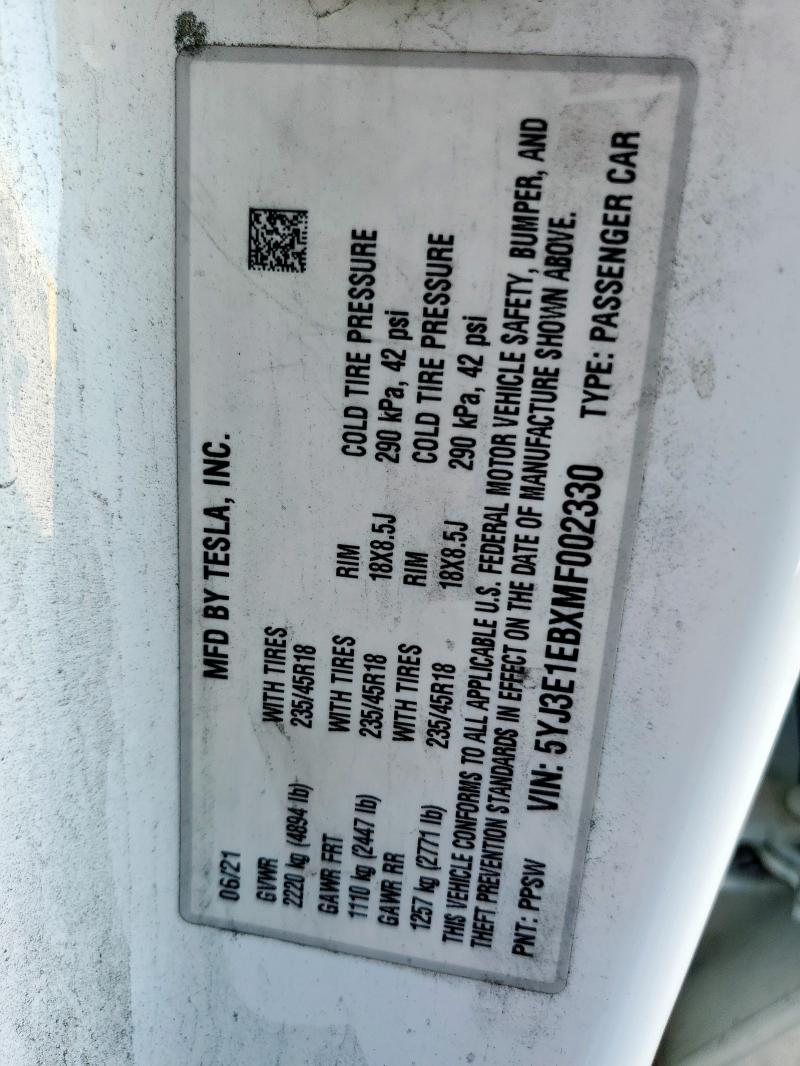 MFD BY TESLA, INC.
06/21
GVWR WITH TIRES
2220 kg (4894 lb) 235/45R18
GAWR FRT WITH TIRES RIM COLD TIRE PRESSURE
1110 kg (2447 lb) 235/45R18 18X8.5J 290 kPa, 42 psi
GAWR RR WITH TIRES RIM COLD TIRE PRESSURE
1257 kg (2771 lb) 235/45R18 18X8.5J 290 kPa, 42 psi
THIS VEHICLE CONFORMS TO ALL APPLICABLE U.S. FEDERAL MOTOR VEHICLE SAFETY, BUMPER, AND
THEFT PREVENTION STANDARDS IN EFFECT ON THE DATE OF MANUFACTURE SHOWN ABOVE.
PNT: PPSW VIN: 5YJ3E1EBXMF002330 TYPE: PASSENGER CAR